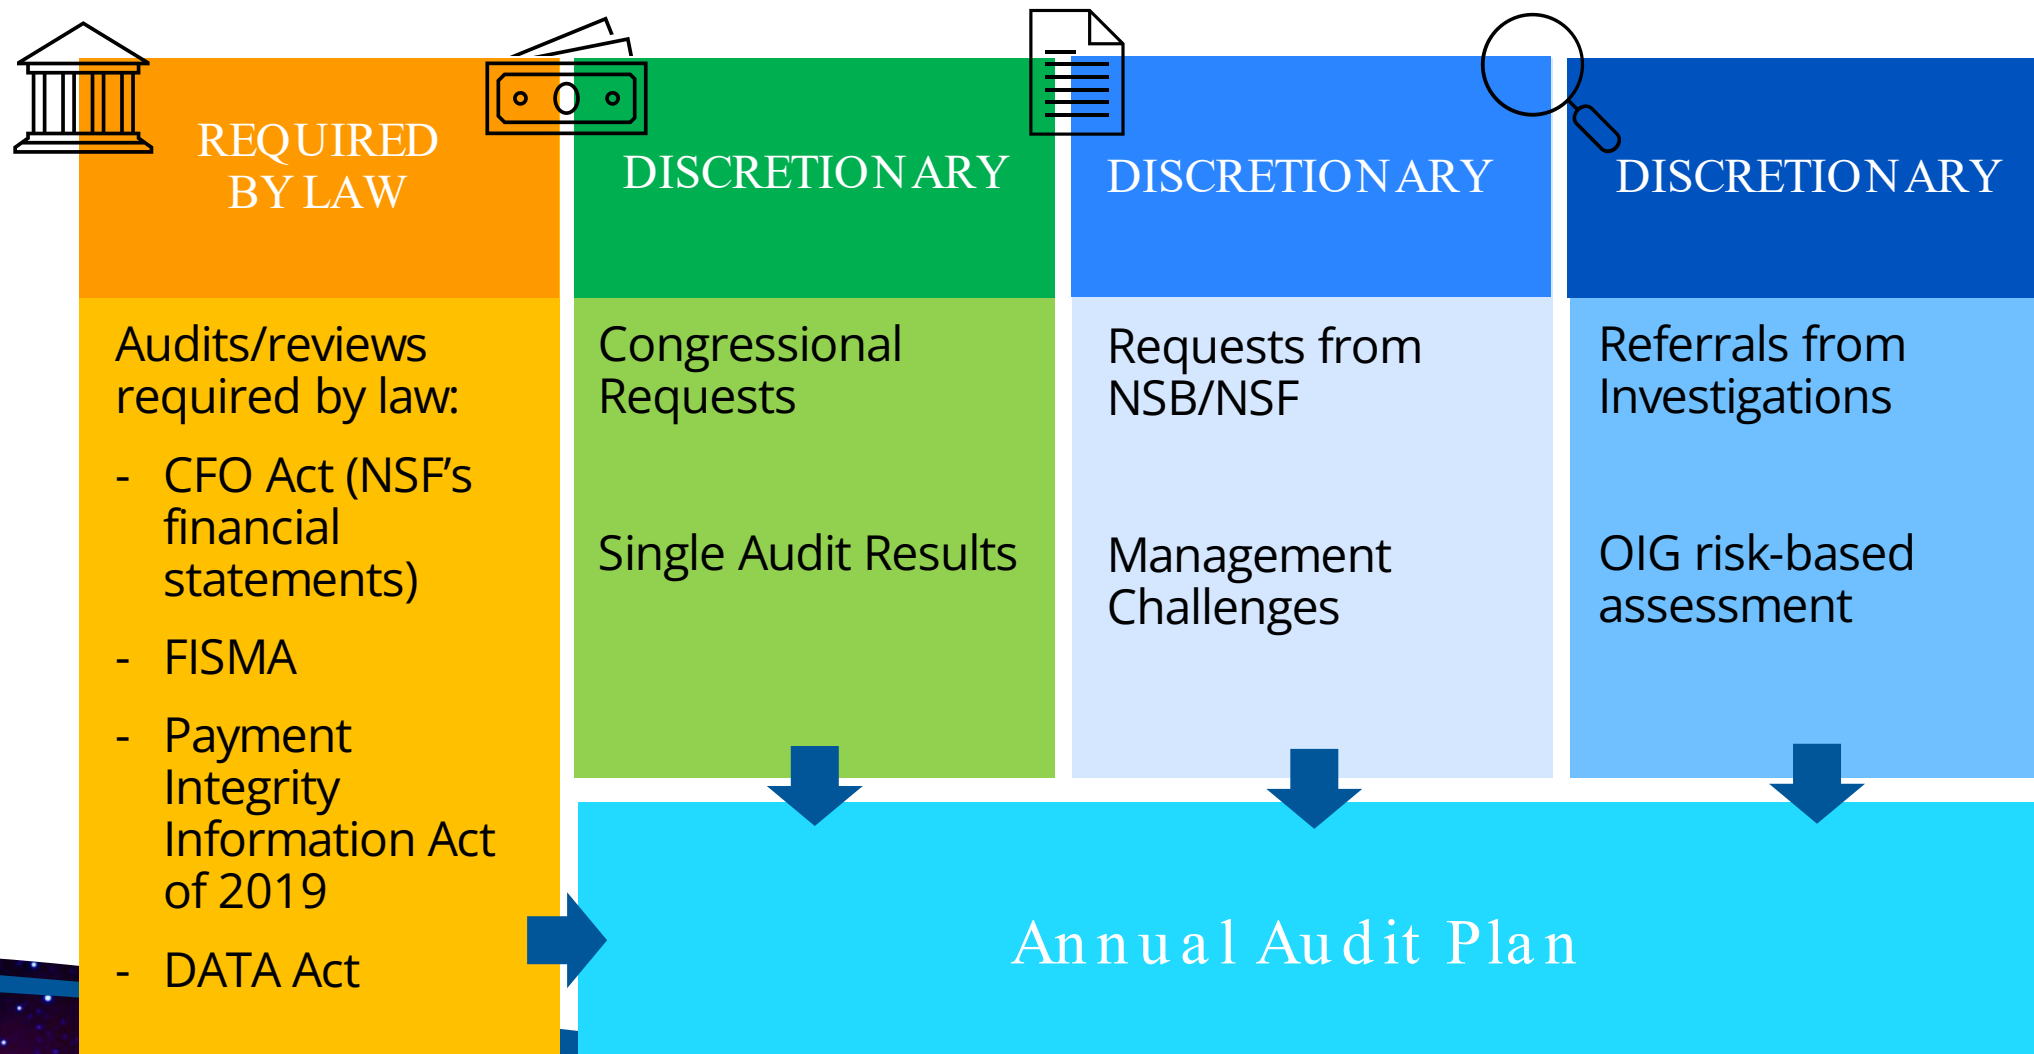 REQUIRED
BY LAW
Audits/reviews
required by law:
- CFO Act (NSF’s
financial
statements)
- FISMA
- Payment
Integrity
Information Act
of 2019
- DATA Act
DISCRETIONARY
Congressional
Requests
Single Audit Results
DISCRETIONARY
Requests from
NSB/NSF
Management
Challenges
DISCRETIONARY
Referrals from
Investigations
OIG risk-based
assessment
Annual Audit Plan